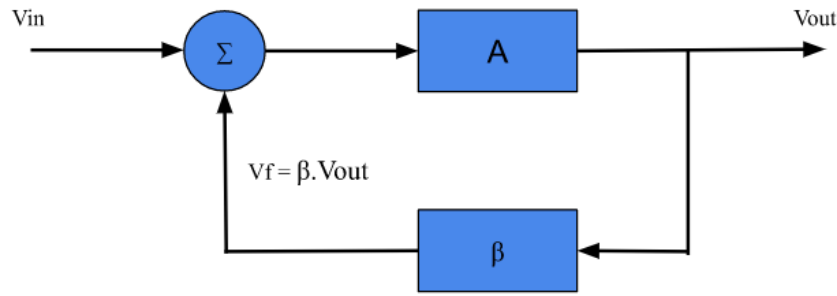 Vin
Vout
Σ
A
Vf = β.Vout
β